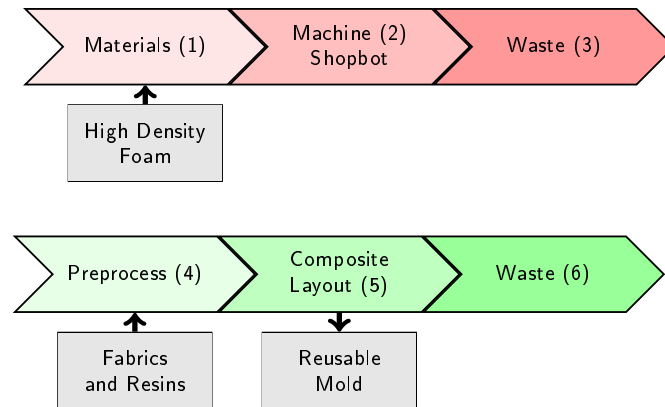 Materials (1)
Machine (2)
Shopbot
Waste (3)
High Density
Foam
Preprocess (4)
Composite
Layout (5)
Waste (6)
Fabrics
and Resins
Reusable
Mold